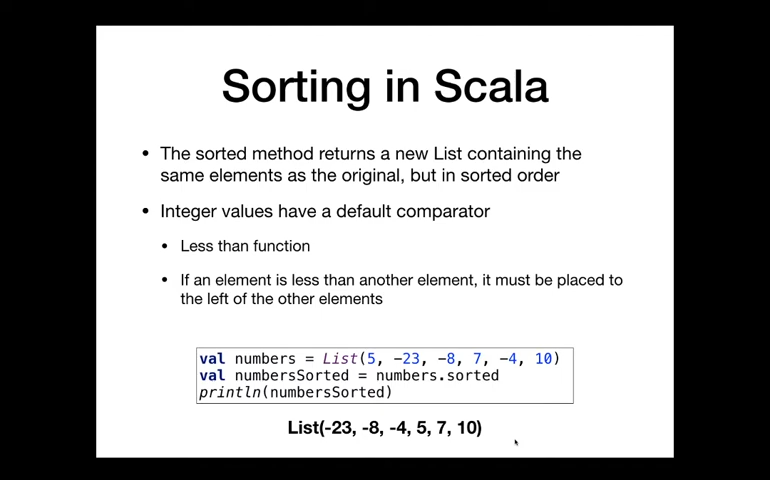 Sorting in Scala
• The sorted method returns a new List containing the
same elements as the original, but in sorted order
• Integer values have a default comparator
• Less than function
• If an element is less than another element, it must be placed to
the left of the other elements
val numbers = List(5, -23, -8, 7, -4, 10)
val numbersSorted = numbers.sorted
println(numbersSorted)
List(-23, -8, -4, 5, 7, 10)